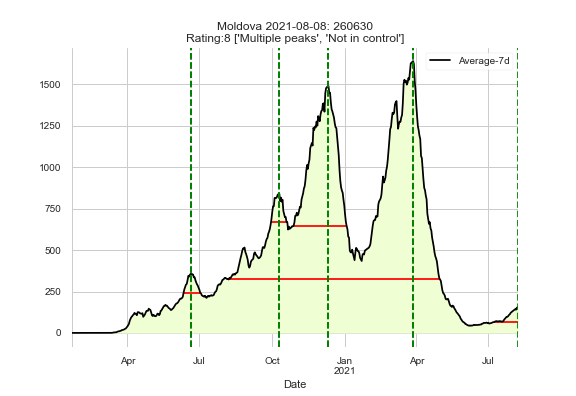 Moldova 2021-08-08: 260630
Rating:8 ['Multiple peaks', 'Not in control']
Average-7d
1500
1250
1000
750
500
250
0
Apr
Jul
Oct
Jan
2021
Apr
Jul
Date